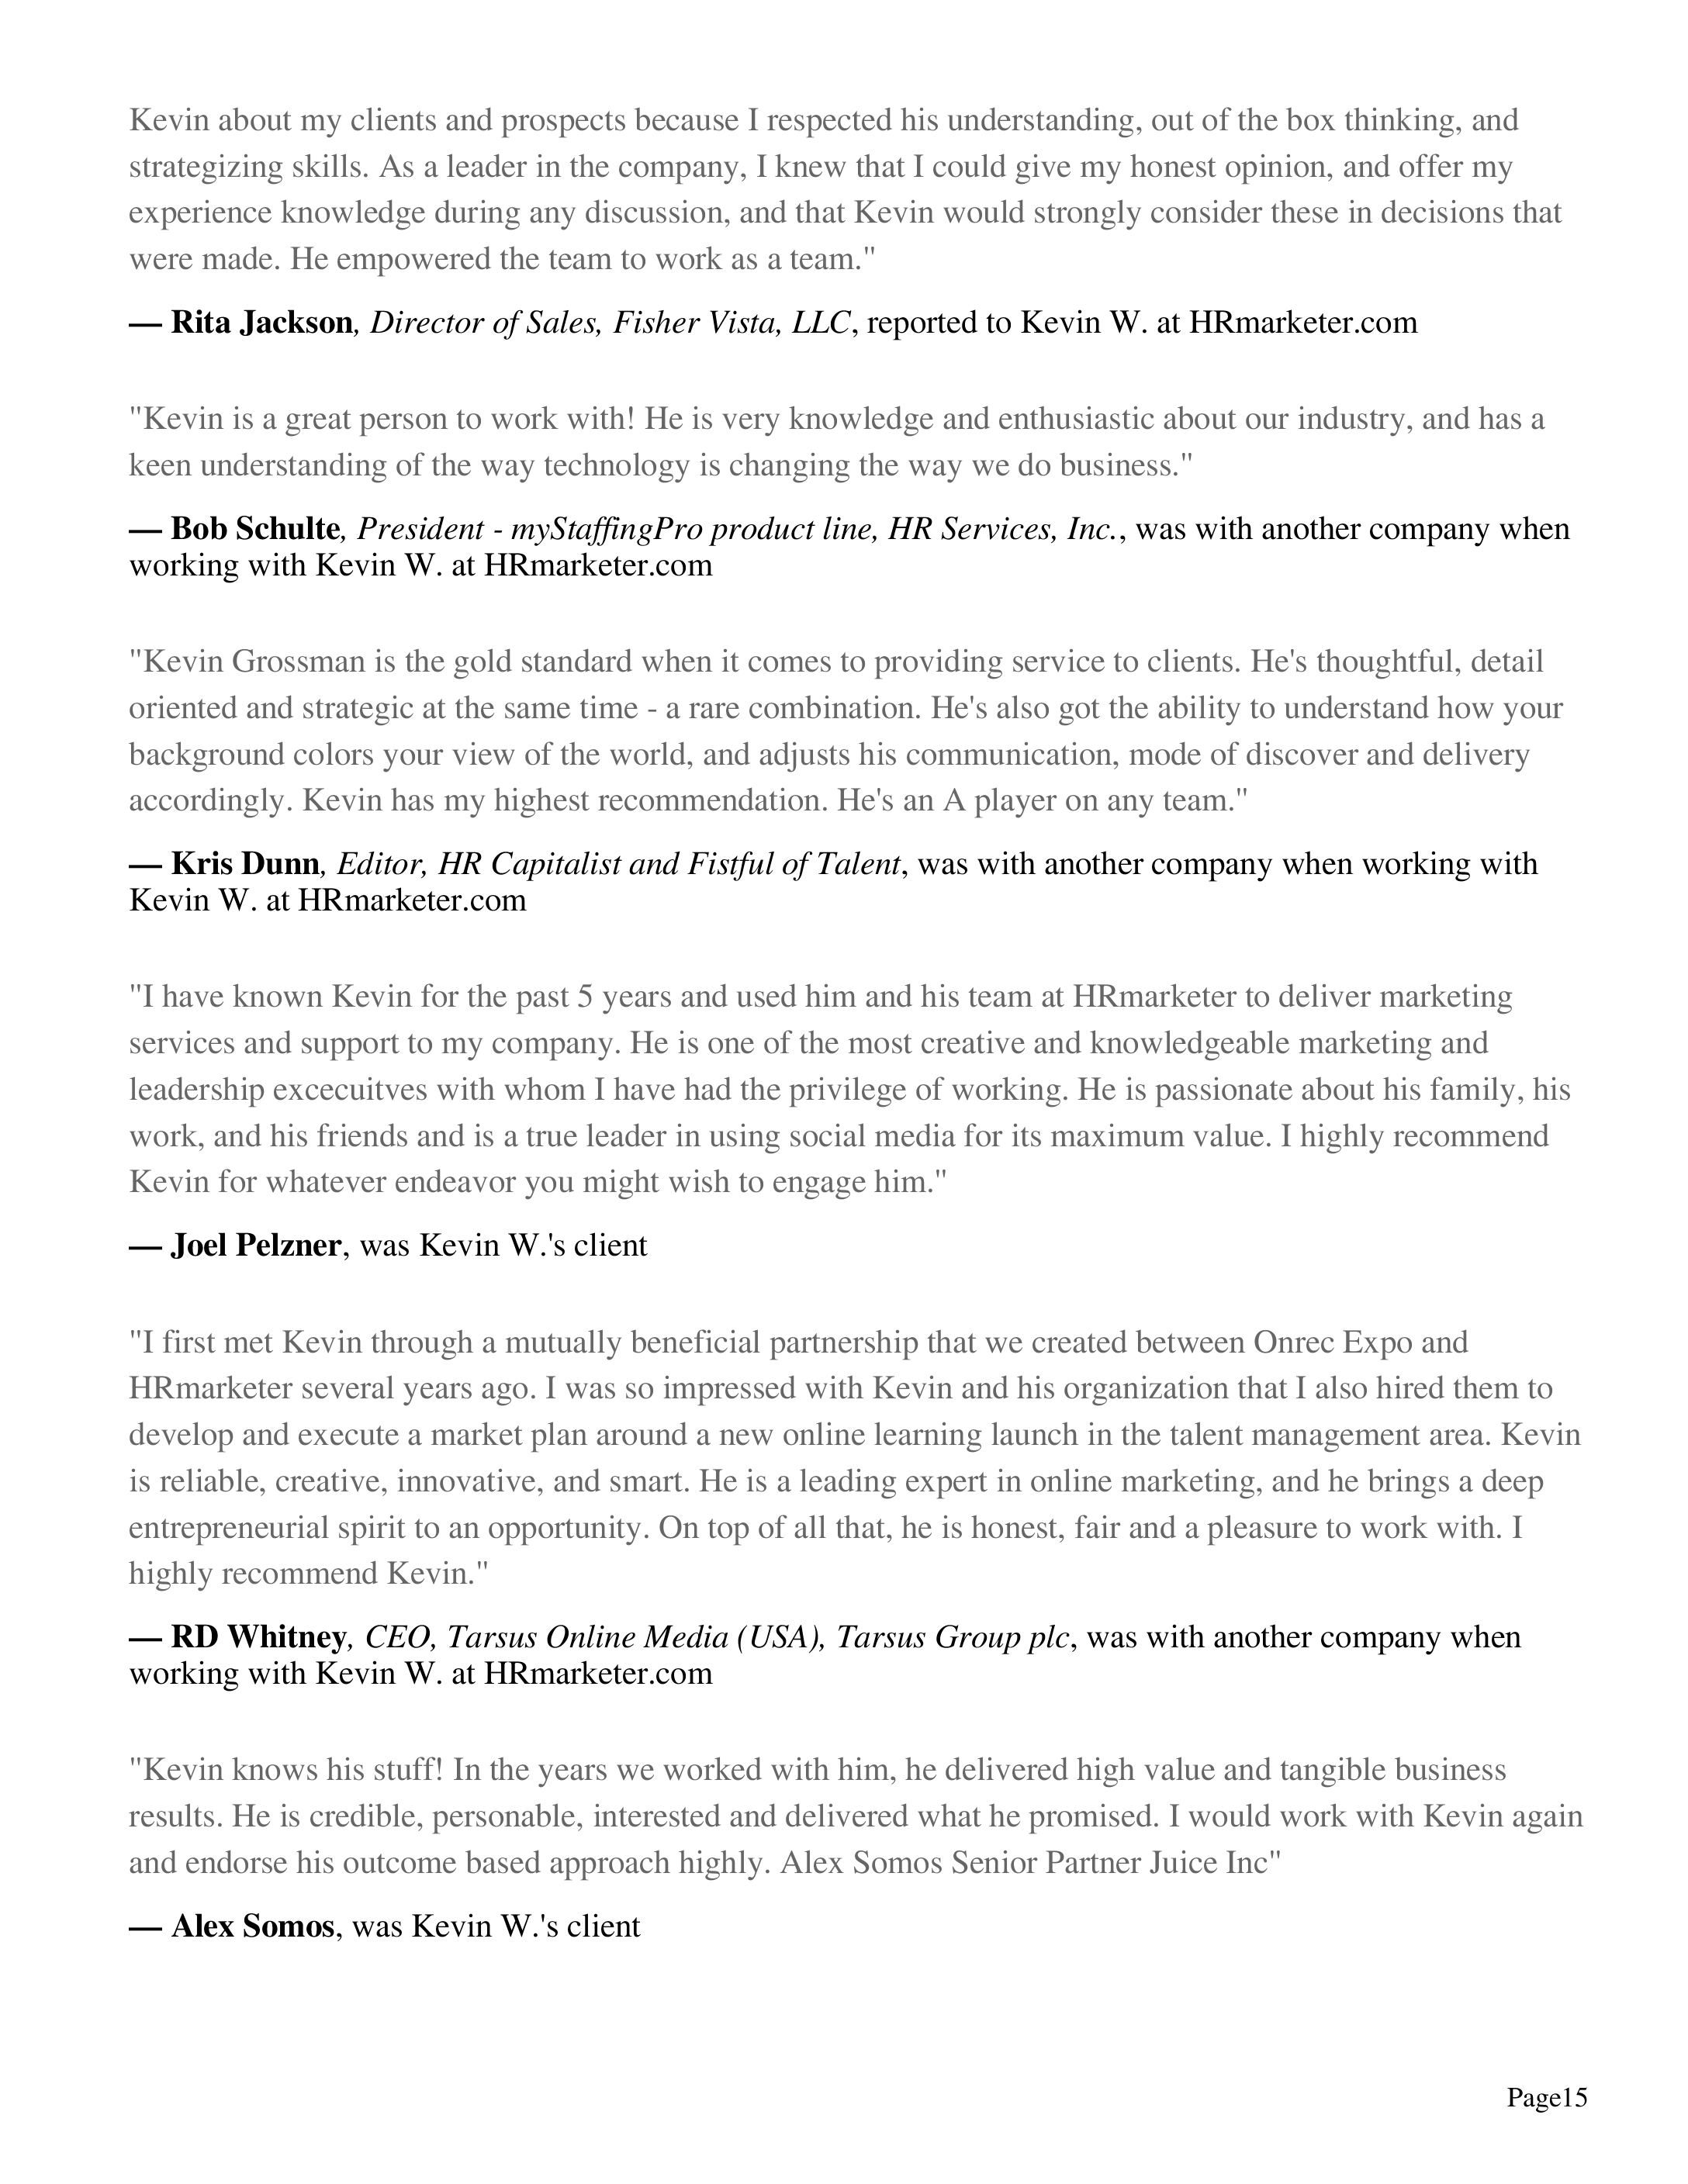 Kevin about my clients and prospects because I respected his understanding, out of the box thinking, and
strategizing skills. As a leader in the company, I knew that I could give my honest opinion, and offer my
experience knowledge during any discussion, and that Kevin would strongly consider these in decisions that
were made. He empowered the team to work as a team."
— Rita Jackson, Director of Sales, Fisher Vista, LLC, reported to Kevin W. at HRmarketer.com
"Kevin is a great person to work with! He is very knowledge and enthusiastic about our industry, and has a
keen understanding of the way technology is changing the way we do business."
— Bob Schulte, President - myStaffingPro product line, HR Services, Inc., was with another company when
working with Kevin W. at HRmarketer.com
"Kevin Grossman is the gold standard when it comes to providing service to clients. He's thoughtful, detail
oriented and strategic at the same time - a rare combination. He's also got the ability to understand how your
background colors your view of the world, and adjusts his communication, mode of discover and delivery
accordingly. Kevin has my highest recommendation. He's an A player on any team."
— Kris Dunn, Editor, HR Capitalist and Fistful of Talent, was with another company when working with
Kevin W. at HRmarketer.com
"I have known Kevin for the past 5 years and used him and his team at HRmarketer to deliver marketing
services and support to my company. He is one of the most creative and knowledgeable marketing and
leadership excecuitves with whom I have had the privilege of working. He is passionate about his family, his
work, and his friends and is a true leader in using social media for its maximum value. I highly recommend
Kevin for whatever endeavor you might wish to engage him."
— Joel Pelzner, was Kevin W.'s client
"I first met Kevin through a mutually beneficial partnership that we created between Onrec Expo and
HRmarketer several years ago. I was so impressed with Kevin and his organization that I also hired them to
develop and execute a market plan around a new online learning launch in the talent management area. Kevin
is reliable, creative, innovative, and smart. He is a leading expert in online marketing, and he brings a deep
entrepreneurial spirit to an opportunity. On top of all that, he is honest, fair and a pleasure to work with. I
highly recommend Kevin."
— RD Whitney, CEO, Tarsus Online Media (USA), Tarsus Group plc, was with another company when
working with Kevin W. at HRmarketer.com
"Kevin knows his stuff! In the years we worked with him, he delivered high value and tangible business
results. He is credible, personable, interested and delivered what he promised. I would work with Kevin again
and endorse his outcome based approach highly. Alex Somos Senior Partner Juice Inc"
— Alex Somos, was Kevin W.'s client
Page15